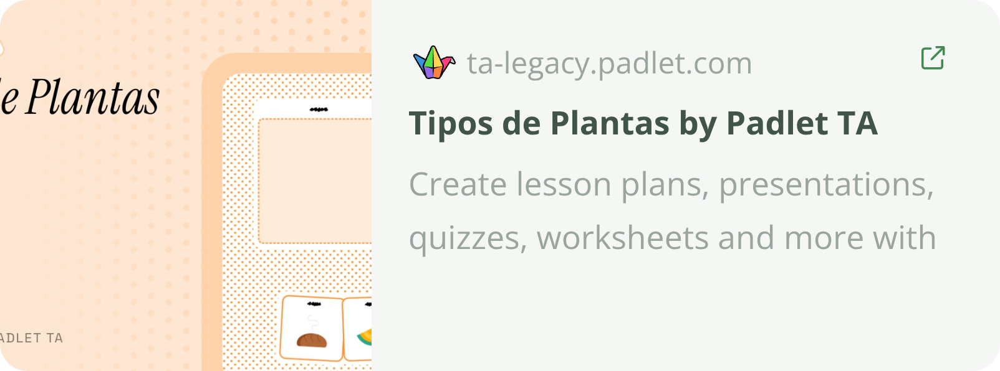 e Plantas
ADLET TA
ta-legacy.padlet.com
Tipos de Plantas by Padlet TA
Create lesson plans, presentations,
quizzes, worksheets and more with